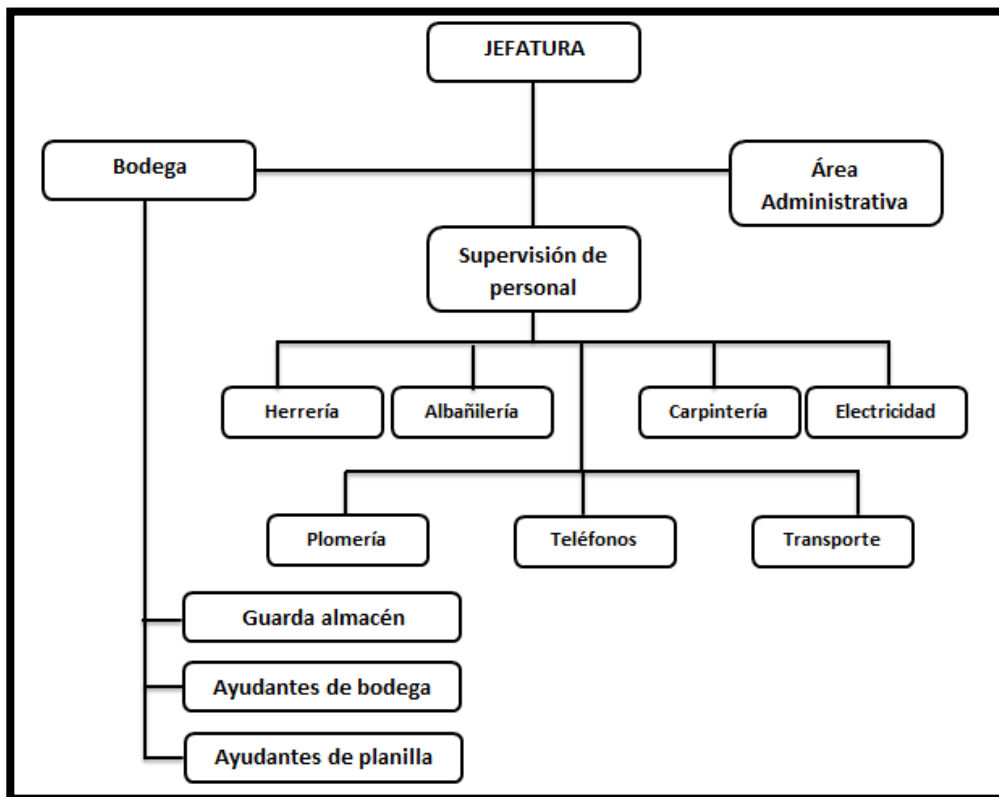 JEFATURA
Bodega
Área
Administrativa
Supervisión de
personal
Herrería
Albañilería
Carpintería
Electricidad
Plomería
Teléfonos
Transporte
Guarda almacén
Ayudantes de bodega
Ayudantes de planilla